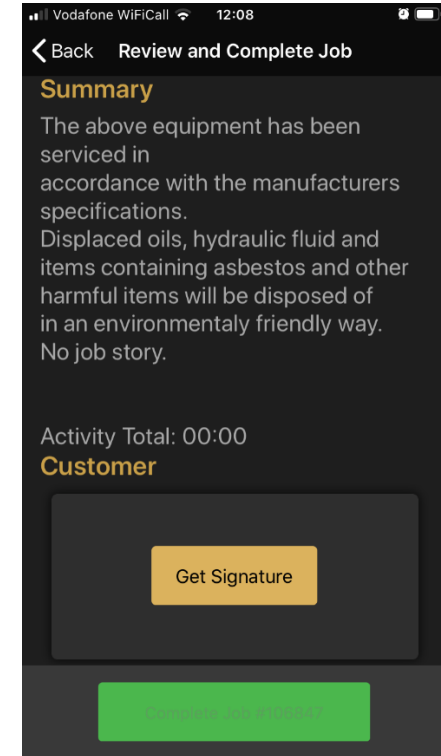 Vodafone WiFiCall 12:08
Back Review and Complete Job
Summary
The above equipment has been
serviced in
accordance with the manufacturers
specifications.
Displaced oils, hydraulic fluid and
items containing asbestos and other
harmful items will be disposed of
in an environmentaly friendly way.
No job story.
Activity Total: 00:00
Customer
Get Signature
Complete Job #106847